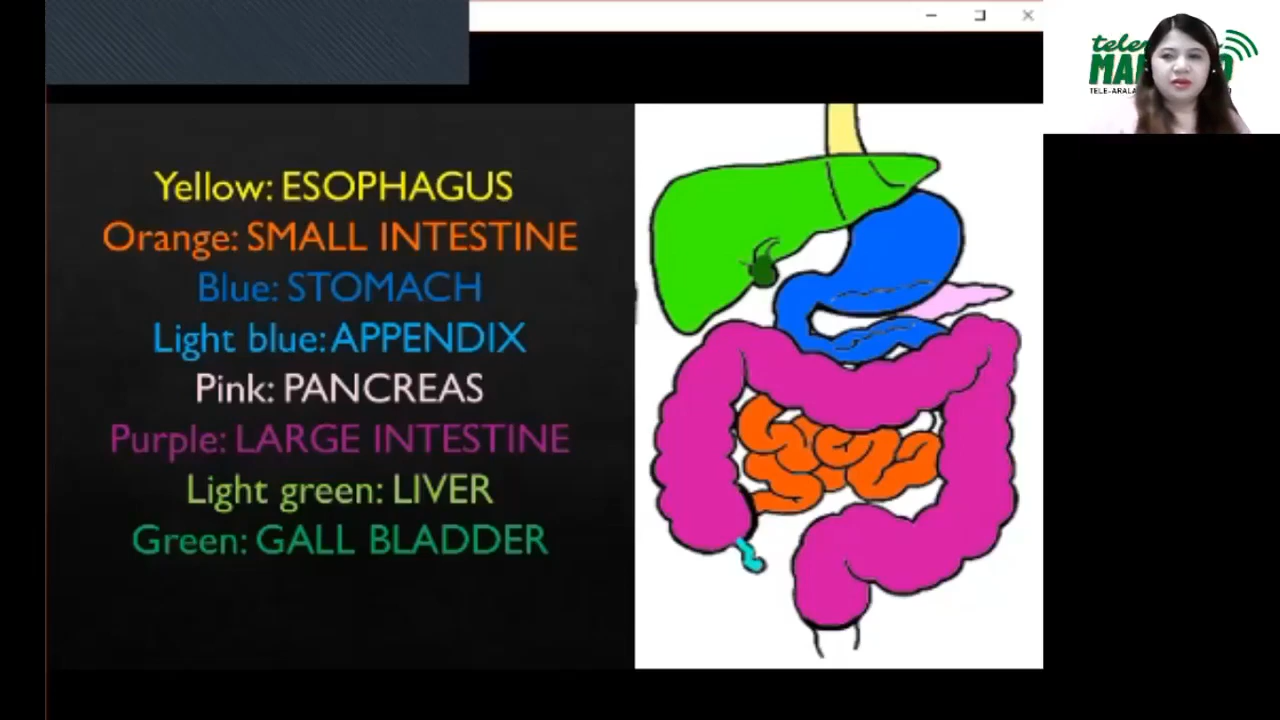 Yellow: ESOPHAGUS
Orange: SMALL INTESTINE
Blue: STOMACH
Light blue: APPENDIX
Pink: PANCREAS
Purple: LARGE INTESTINE
Light green: LIVER
Green: GALL BLADDER